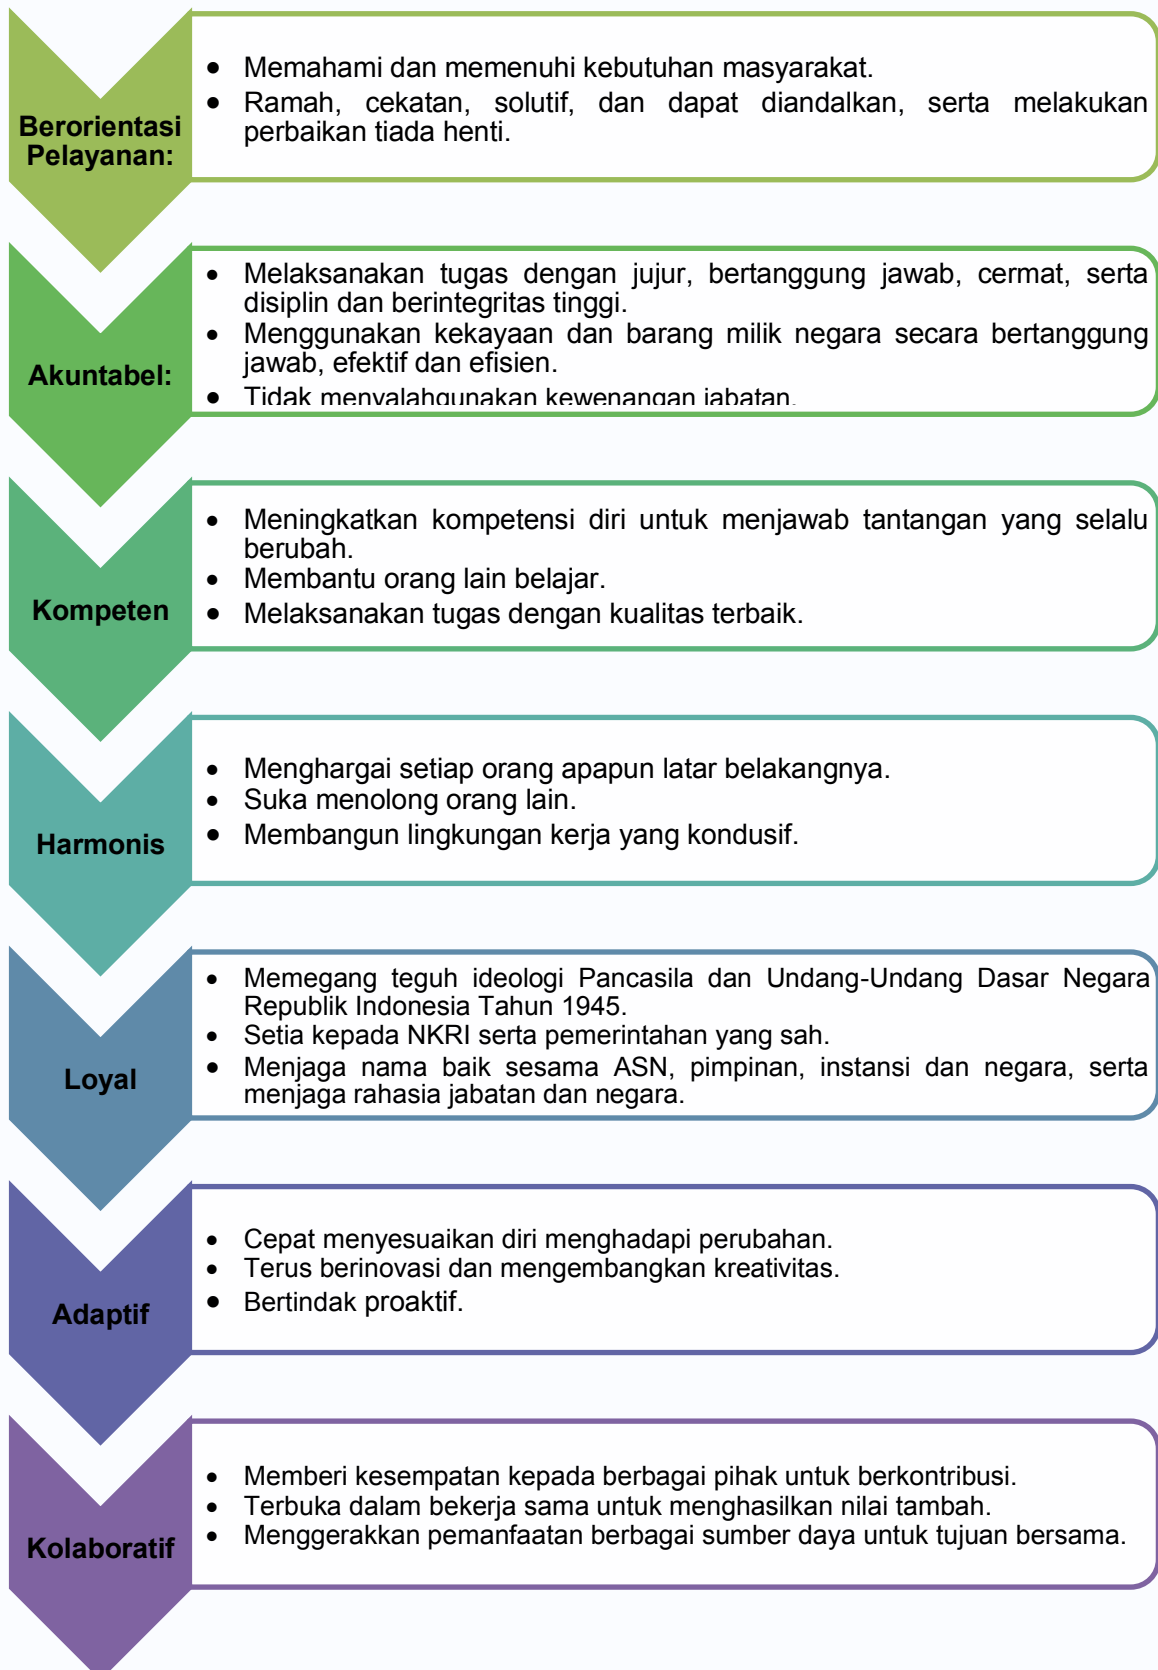 Berorientasi
Pelayanan:
• Memahami dan memenuhi kebutuhan masyarakat.
• Ramah, cekatan, solutif, dan dapat diandalkan, serta melakukan
perbaikan tiada henti.
Akuntabel:
• Melaksanakan tugas dengan jujur, bertanggung jawab, cermat, serta
disiplin dan berintegritas tinggi.
• Menggunakan kekayaan dan barang milik negara secara bertanggung
jawab, efektif dan efisien.
• Tidak menyalahgunakan kewenangan jabatan.
Kompeten
• Meningkatkan kompetensi diri untuk menjawab tantangan yang selalu
berubah.
• Membantu orang lain belajar.
• Melaksanakan tugas dengan kualitas terbaik.
Harmonis
• Menghargai setiap orang apapun latar belakangnya.
• Suka menolong orang lain.
• Membangun lingkungan kerja yang kondusif.
Loyal
• Memegang teguh ideologi Pancasila dan Undang-Undang Dasar Negara
Republik Indonesia Tahun 1945.
• Setia kepada NKRI serta pemerintahan yang sah.
• Menjaga nama baik sesama ASN, pimpinan, instansi dan negara, serta
menjaga rahasia jabatan dan negara.
Adaptif
• Cepat menyesuaikan diri menghadapi perubahan.
• Terus berinovasi dan mengembangkan kreativitas.
• Bertindak proaktif.
Kolaboratif
• Memberi kesempatan kepada berbagai pihak untuk berkontribusi.
• Terbuka dalam bekerja sama untuk menghasilkan nilai tambah.
• Menggerakkan pemanfaatan berbagai sumber daya untuk tujuan bersama.